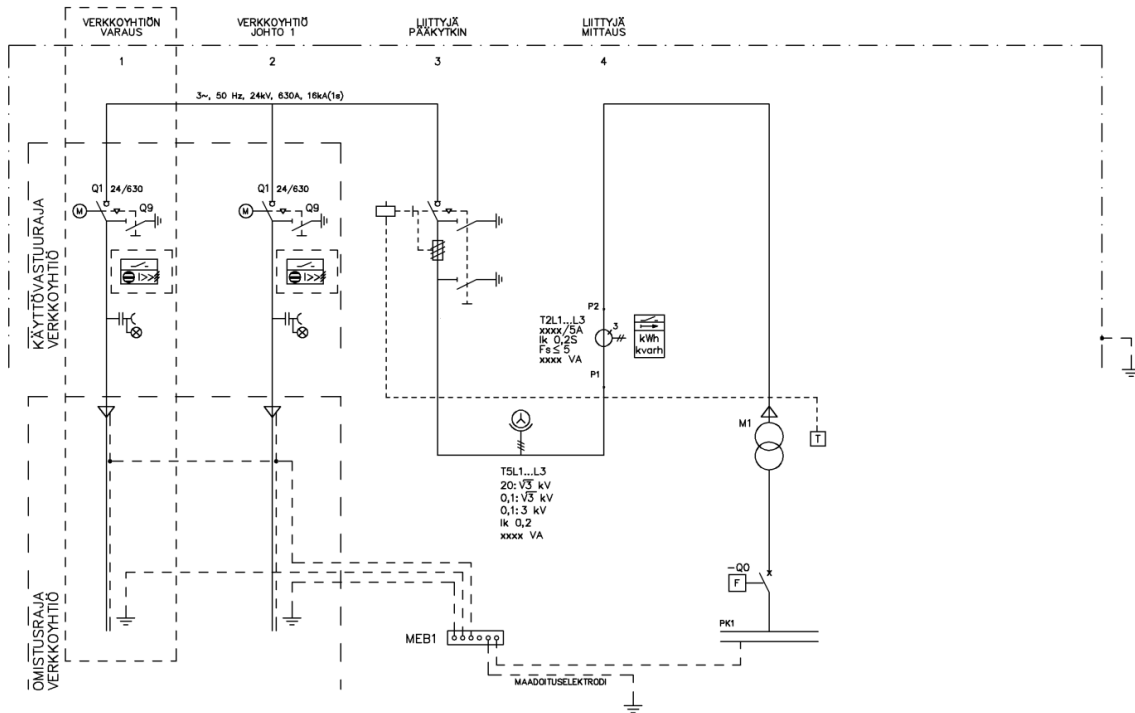 VERKKOYHTIÖN
VARAUS
1
VERKKOYHTIÖ
JOHTO 1
2
LIITTYJÄ
PÄÄKYTKIN
3
LIITTYJÄ
MITTAUS
4
3~, 50 Hz, 24kV, 630A, 16kA(1s)
Q1 24/630
M
Q9
I>>
Q1 24/630
M
Q9
I>>
KÄYTTÖVASTUURAJA
VERKKOYHTIÖ
P2
T2L1...L3
xxxx/5A
lk 0,2S
Fs≤5
xxxx VA
3
kWh
kvarh
P1
M1
T
T5L1...L3
20:√3 kV
0,1:√3 kV
0,1:3 kV
lk 0,2
xxxx VA
-Q0
F
PK1
MEB1
MAADOITUSELEKTRODI
OMISTUSRAJA
VERKKOYHTIÖ